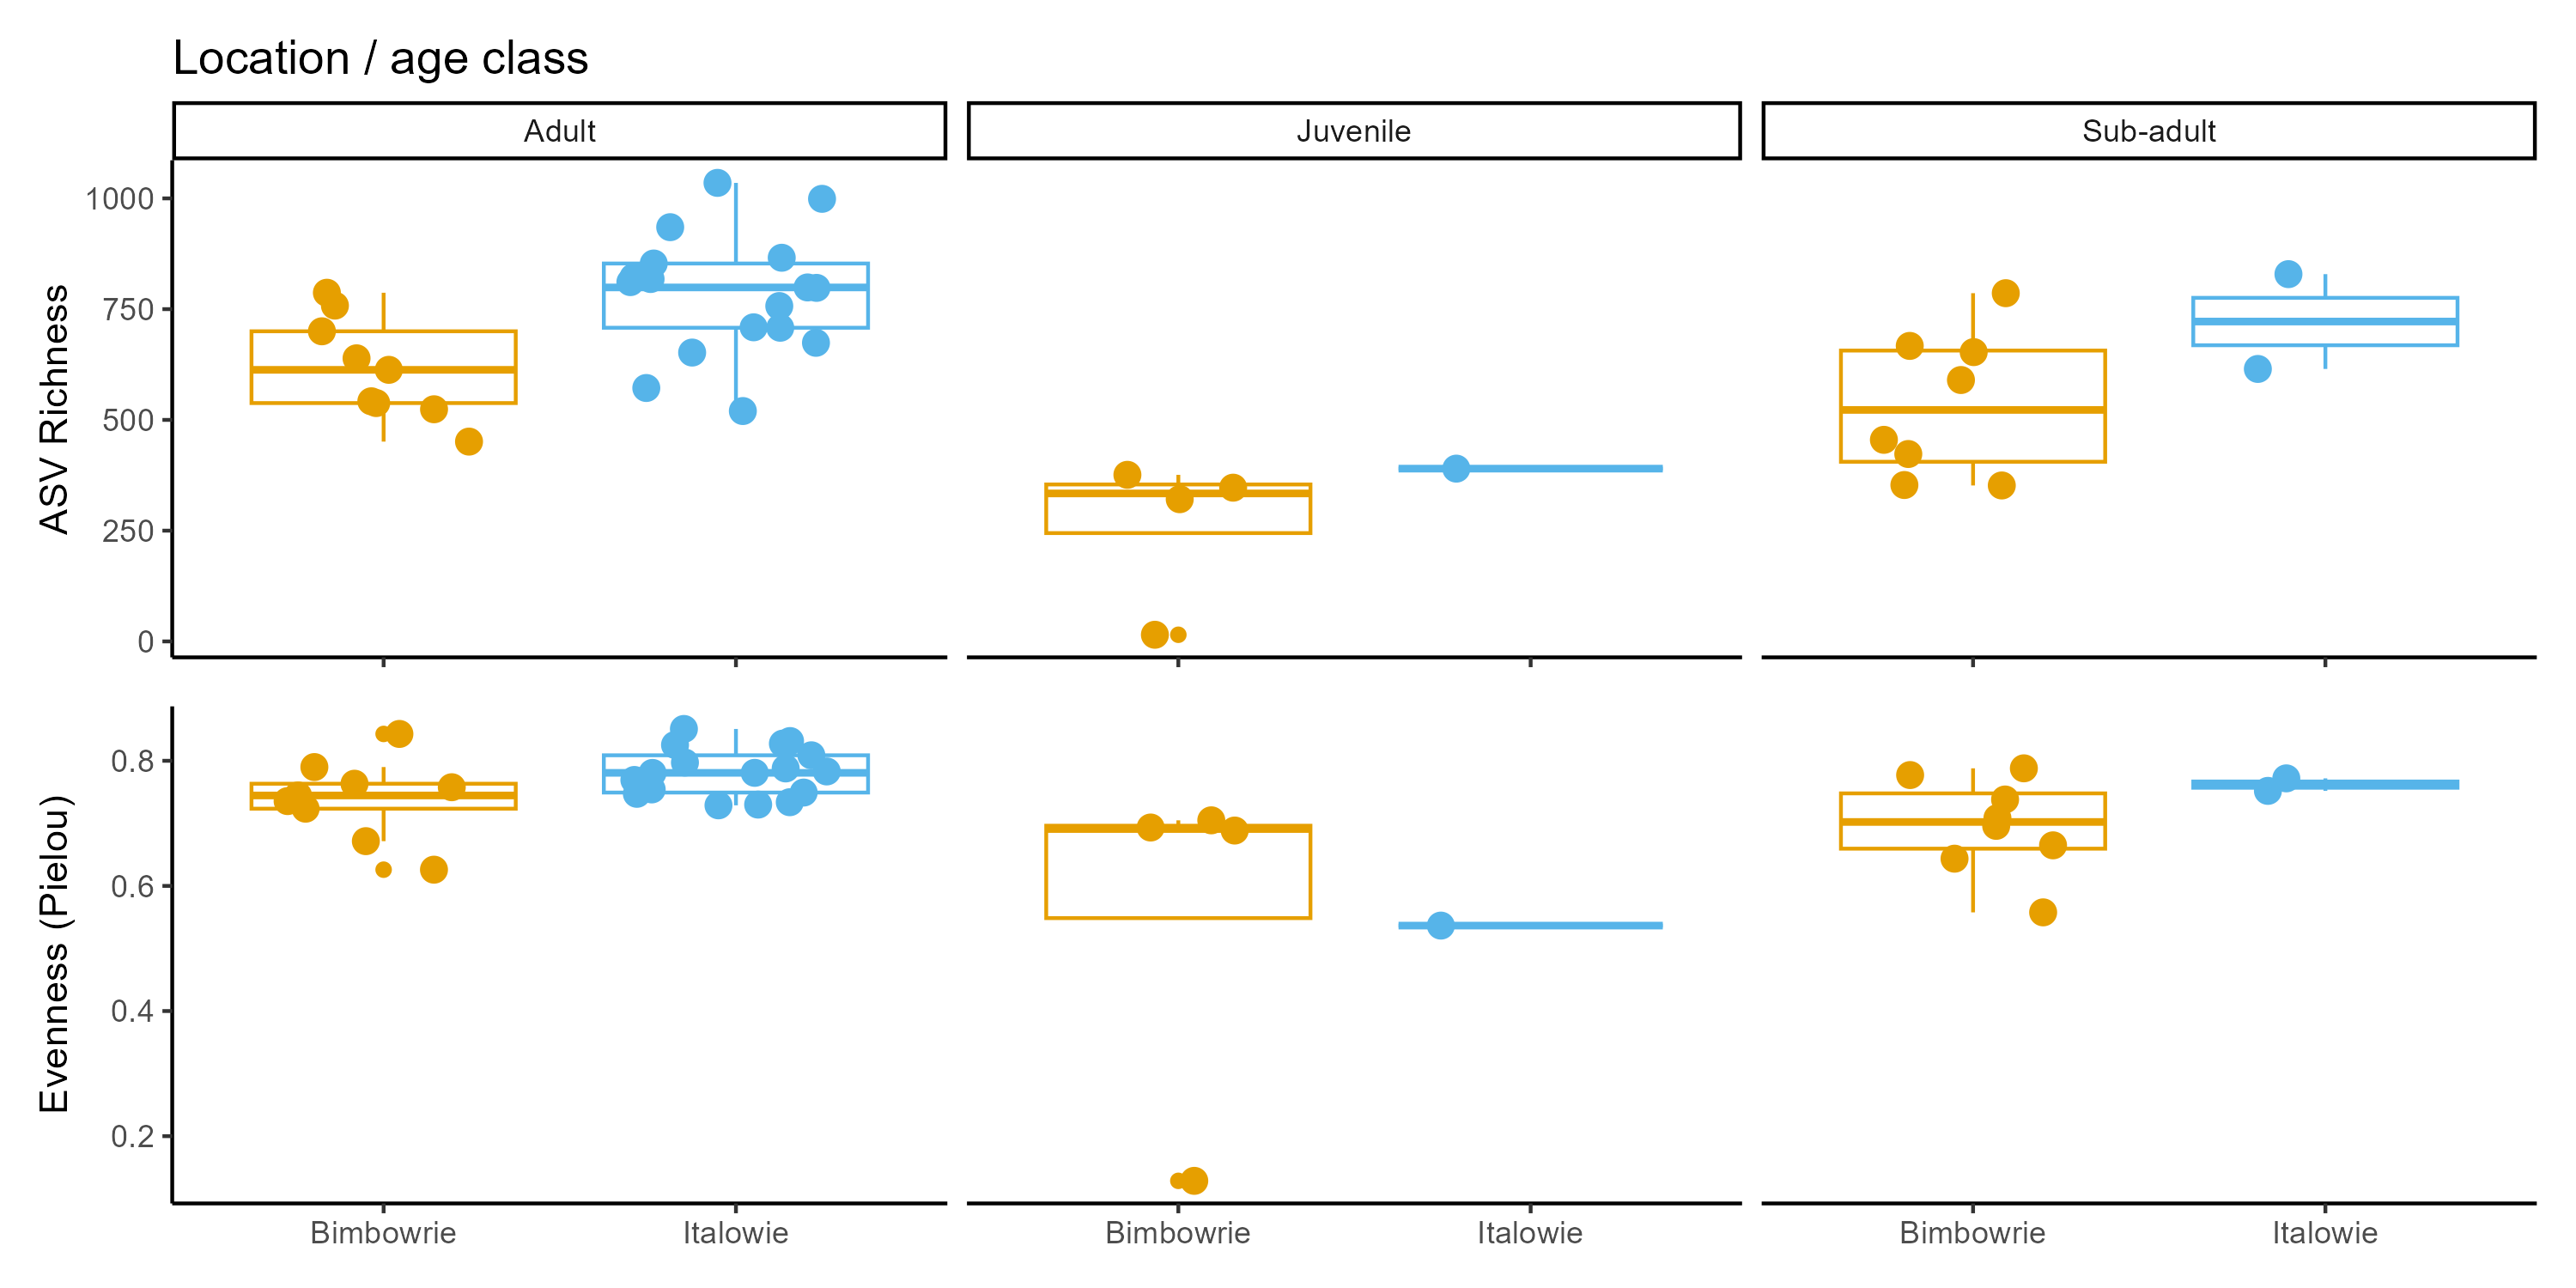 Location / age class
Adult
Juvenile
Sub-adult
ASV Richness
1000
750
500
250
0
Evenness (Pielou)
0.8
0.6
0.4
0.2
Bimbowrie
Italowie
Bimbowrie
Italowie
Bimbowrie
Italowie